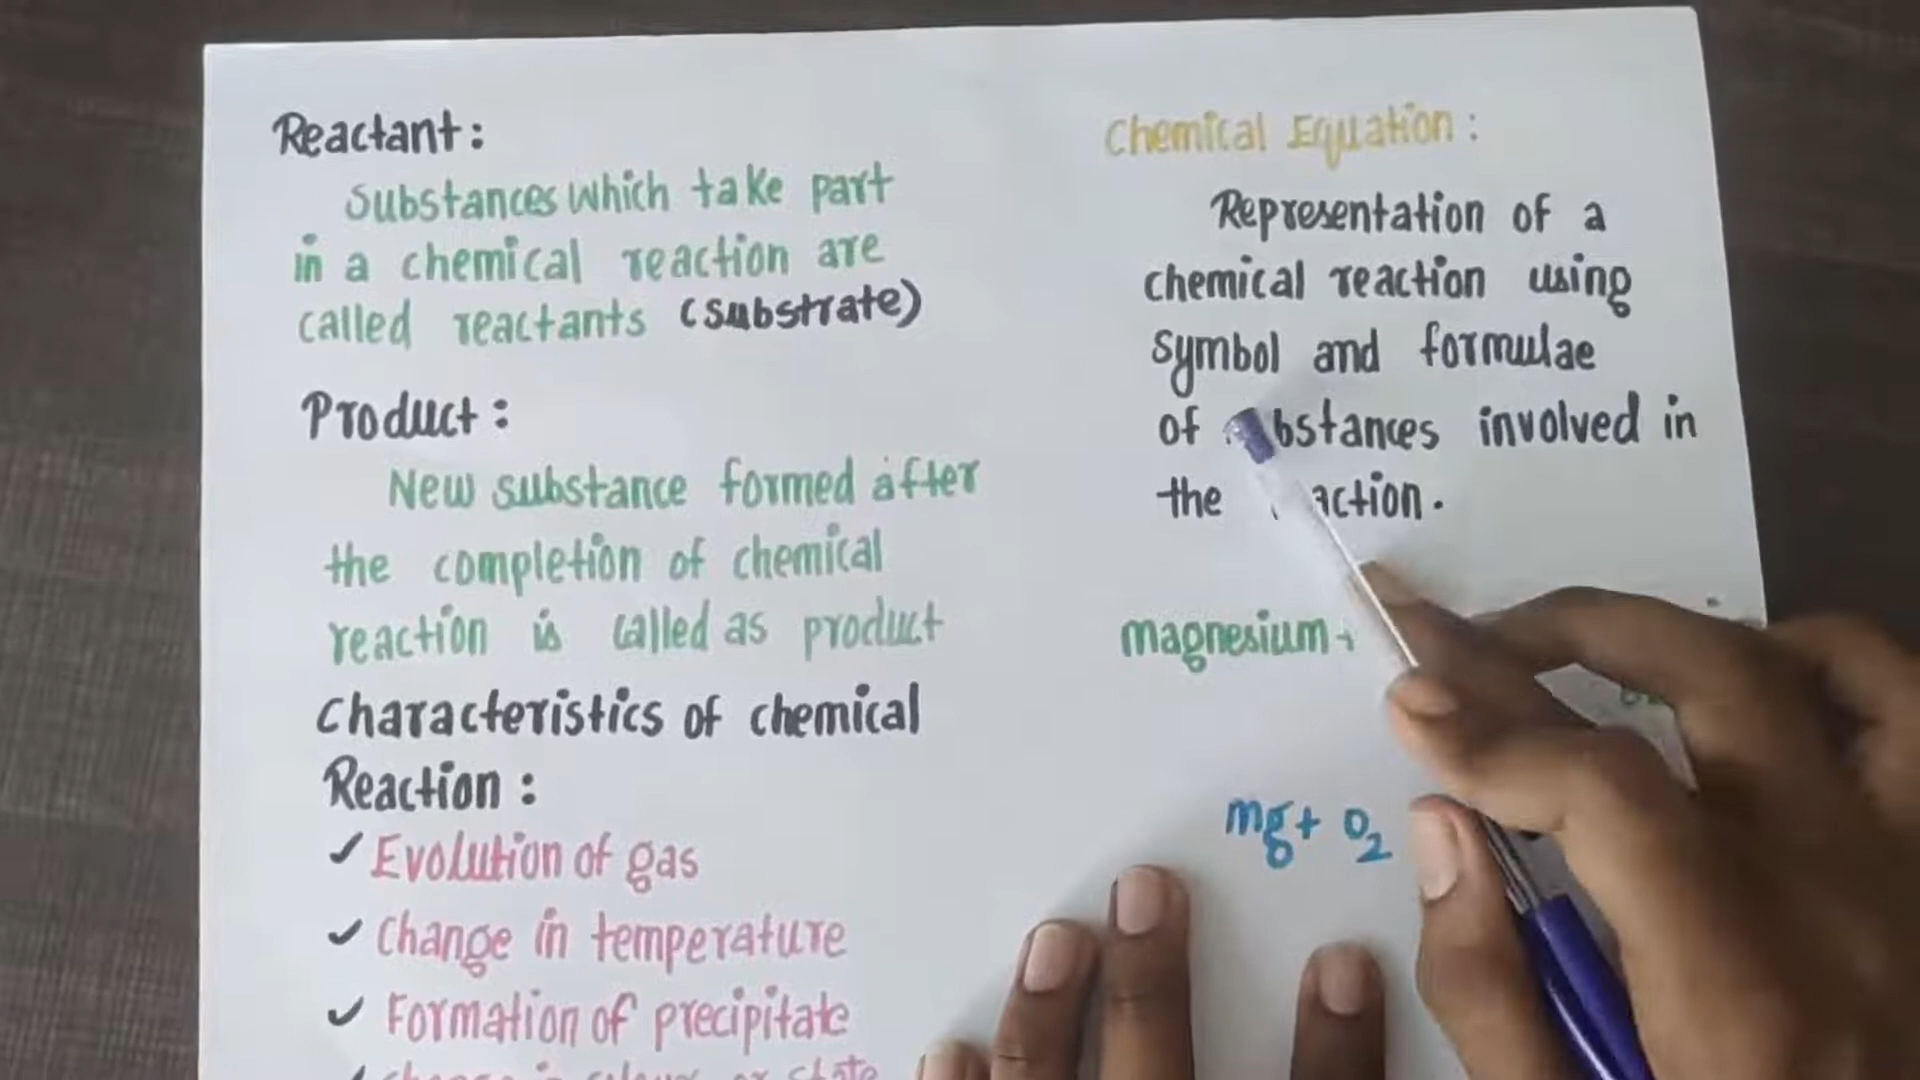 Reactant:
Substances which take part
in a chemical reaction are
called reactants (substrate)
Product:
New substance formed after
the completion of chemical
reaction is called as product
Characteristics of chemical
Reaction:
✓ Evolution of gas
✓ Change in temperature
✓ Formation of precipitate
Chemical Equation:
Representation of a
chemical reaction using
symbol and formulae
of substances involved in
the reaction.
magnesium +
mg + O2